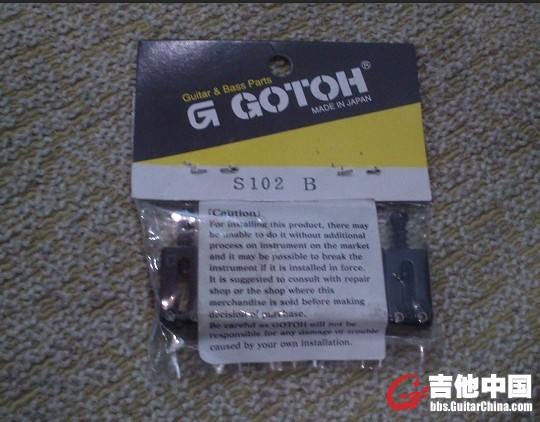 Guitar & Bass Parts
G GOTOH®
MADE IN JAPAN
S102 B
[Caution]
For installing this product, there may
be unable to do it without additional
process on instrument on the market
and it may be possible to break the
instrument if it is installed in force.
It is suggested to consult with repair
shop or the shop where this
merchandise is sold before making
decision of purchase.
Be careful as GOTOH will not be
responsible for any damage or trouble
caused by your own installation.
吉他中国
bbs.GuitarChina.com